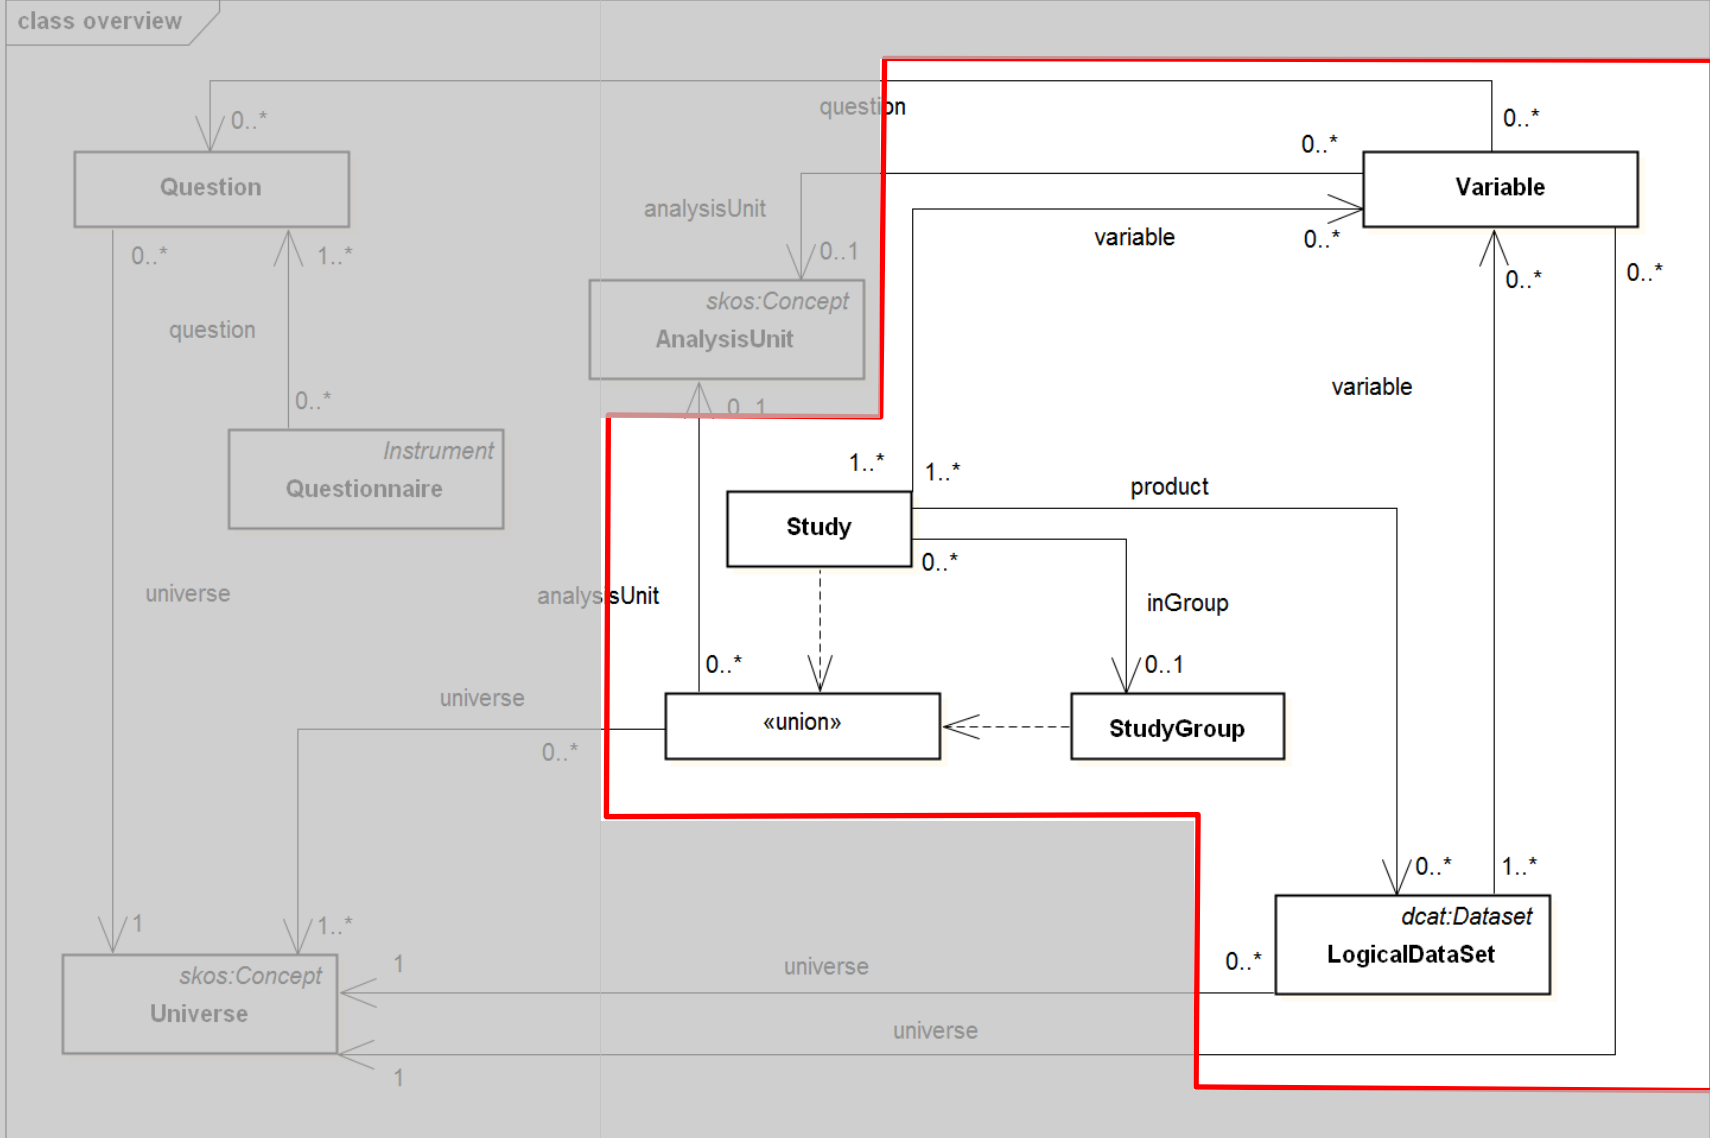 class overview
question
0..*
0..*
0..*
Question
Variable
analysisUnit
variable
0..*
0..*
1..*
0..1
0..*
0..*
skos:Concept
AnalysisUnit
question
variable
0..*
0..1
Instrument
Questionnaire
1..*
1..*
product
Study
0..*
universe
analysisUnit
inGroup
0..*
0..1
universe
«union»
StudyGroup
0..*
0..*
1..*
1
1..*
dcat:Dataset
LogicalDataSet
skos:Concept
Universe
1
universe
0..*
universe
1